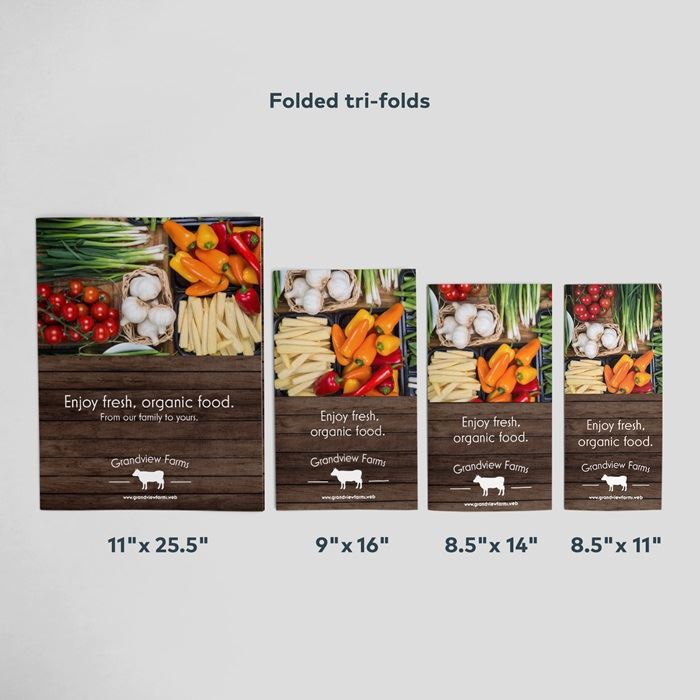 Folded tri-folds
Enjoy fresh, organic food.
From our family to yours.
Grandview Farms
www.grandviewfarms.web
Enjoy fresh,
organic food.
Grandview Farms
www.grandviewfarms.web
Enjoy fresh,
organic food.
Grandview Farms
www.grandviewfarms.web
Enjoy fresh,
organic food.
Grandview Farms
www.grandviewfarms.web
11"x 25.5"
9"x 16"
8.5"x 14"
8.5"x 11"